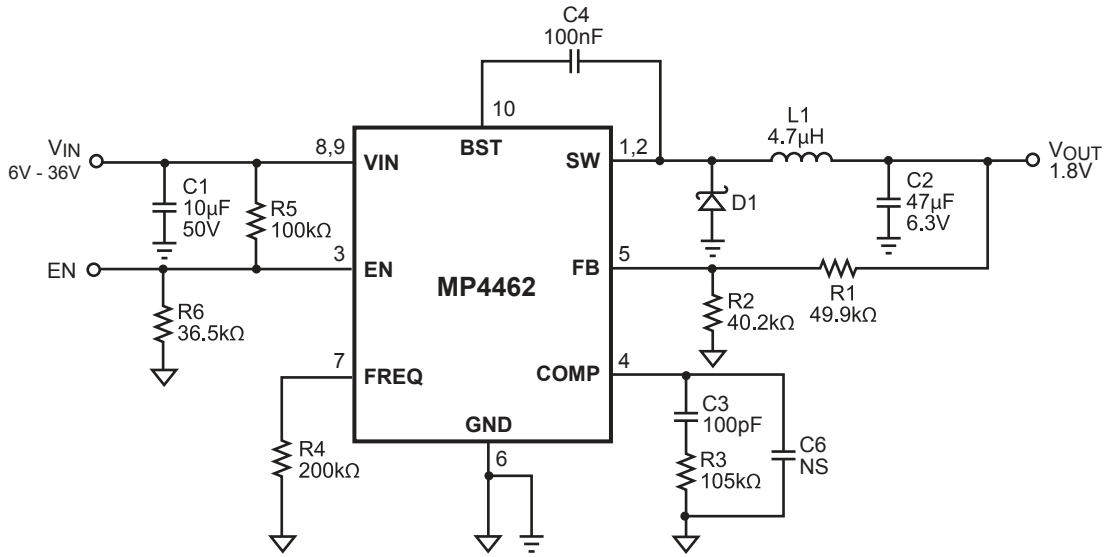 C4
100nF
10
BST
VIN
6V - 36V
8,9
VIN
SW
1,2
L1
4.7µH
VOUT
1.8V
C1
10µF
50V
R5
100kΩ
D1
C2
47µF
6.3V
EN
3
EN
MP4462
FB
5
R1
49.9kΩ
R2
40.2kΩ
R6
36.5kΩ
7
FREQ
COMP
4
GND
6
R4
200kΩ
C3
100pF
R3
105kΩ
C6
NS